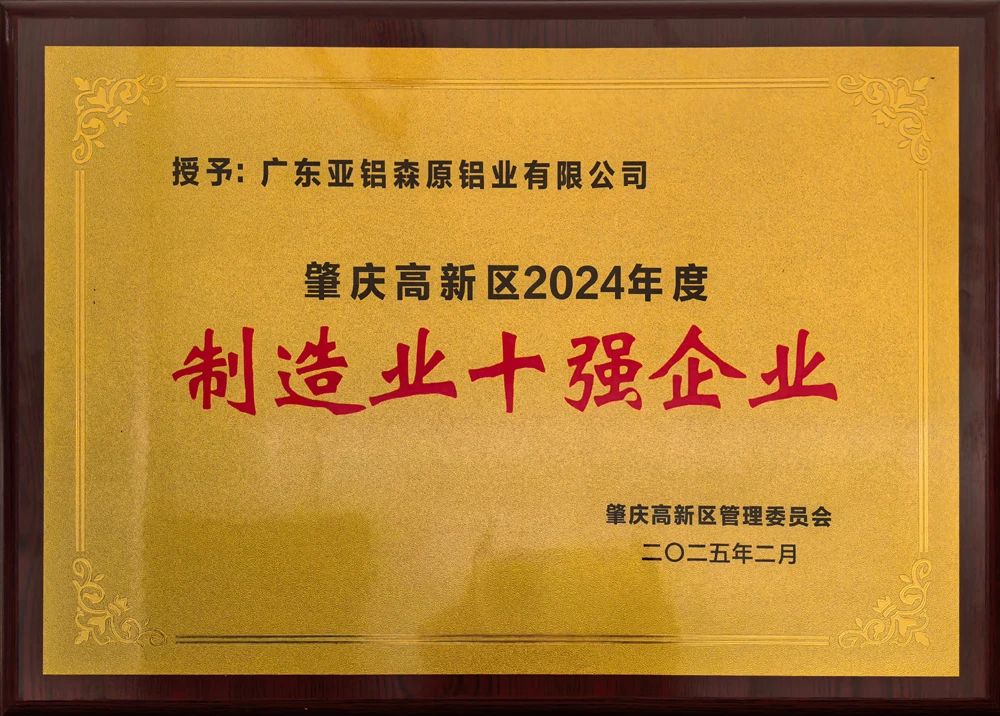 授予: 广东亚铝森原铝业有限公司
肇庆高新区2024年度
制造业十强企业
肇庆高新区管理委员会
二〇二五年二月